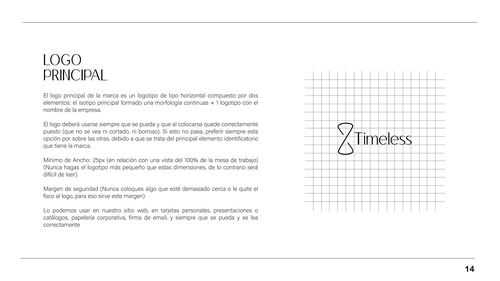 LOGO
PRINCIPAL
El logo principal de la marca es un logotipo de tipo horizontal compuesto por dos
elementos: el isotipo principal formado una morfología continuas + 1 logotipo con el
nombre de la empresa.
El logo deberá usarse siempre que se pueda y que al colocarse quede correctamente
puesto (que no se vea ni cortado, ni borroso). Si esto no pasa, preferir siempre esta
opción por sobre las otras, debido a que se trata del principal elemento identificatorio
que tiene la marca.
Mínimo de Ancho: 25px (en relación con una vista del 100% de la mesa de trabajo)
(Nunca hagas el logotipo más pequeño que estas dimensiones, de lo contrario será
difícil de leer).
Margen de seguridad (Nunca coloques algo que esté demasiado cerca o le quite el
foco al logo, para eso sirve este margen)
Lo podemos usar en nuestro sitio web, en tarjetas personales, presentaciones o
catálogos, papelería corporativa, firma de email, y siempre que se pueda y se lea
correctamente
Timeless
14